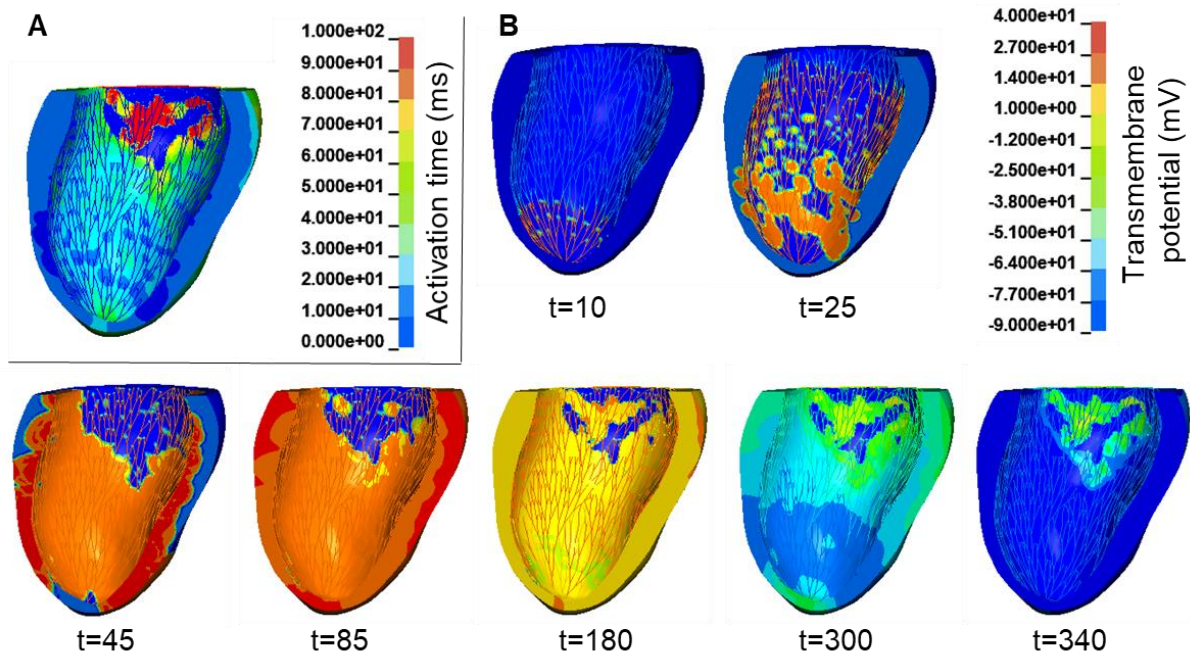 A
1.000e+02
9.000e+01
8.000e+01
7.000e+01
6.000e+01
5.000e+01
4.000e+01
3.000e+01
2.000e+01
1.000e+01
0.000e+00
Activation time (ms)
B
t=10
t=25
4.000e+01
2.700e+01
1.400e+01
1.000e+00
-1.200e+01
-2.500e+01
-3.800e+01
-5.100e+01
-6.400e+01
-7.700e+01
-9.000e+01
Transmembrane
potential (mV)
t=45
t=85
t=180
t=300
t=340